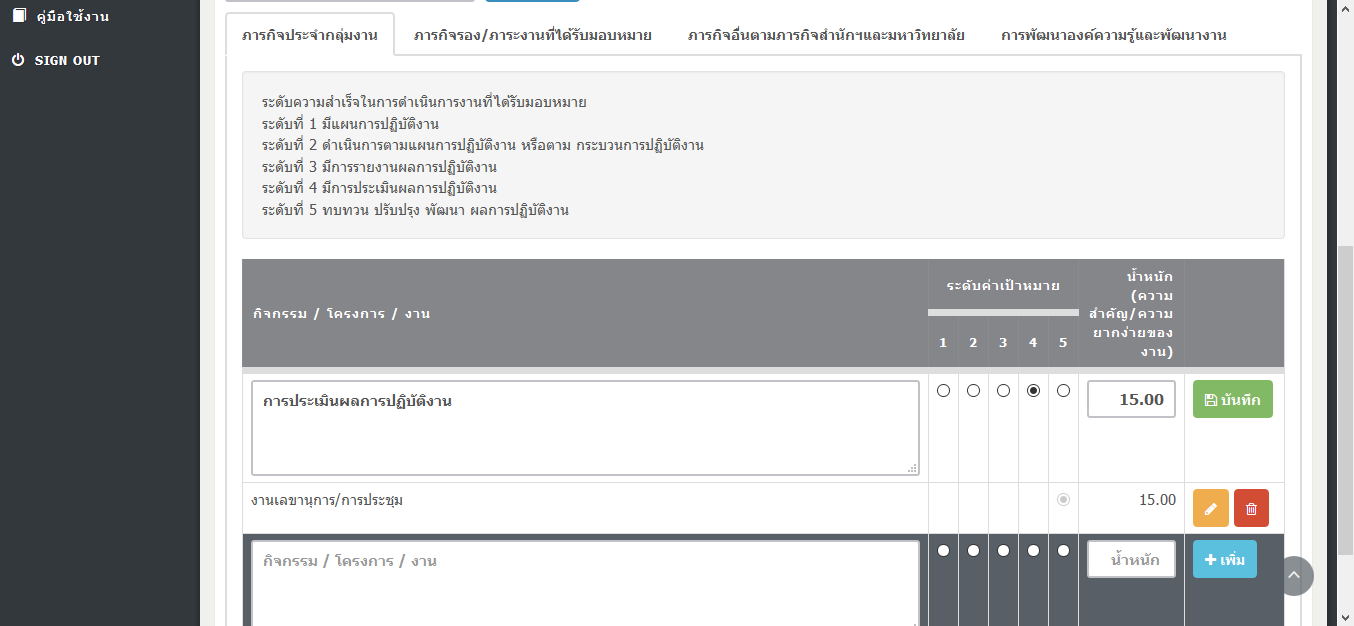 คู่มือใช้งาน
SIGN OUT
ภารกิจประจำกลุ่มงาน
ภารกิจรอง/ภาระงานที่ได้รับมอบหมาย
ภารกิจอื่นตามภารกิจสำนักฯและมหาวิทยาลัย
การพัฒนาองค์ความรู้และพัฒนางาน
ระดับความสำเร็จในการดำเนินการงานที่ได้รับมอบหมาย
ระดับที่ 1 มีแผนการปฏิบัติงาน
ระดับที่ 2 ดำเนินการตามแผนการปฏิบัติงาน หรือตาม กระบวนการปฏิบัติงาน
ระดับที่ 3 มีการรายงานผลการปฏิบัติงาน
ระดับที่ 4 มีการประเมินผลการปฏิบัติงาน
ระดับที่ 5 ทบทวน ปรับปรุง พัฒนา ผลการปฏิบัติงาน
กิจกรรม / โครงการ / งาน
ระดับค่าเป้าหมาย
1 2 3 4 5
น้ำหนัก
(ความ
สำคัญ/ความ
ยากง่ายของ
งาน)
การประเมินผลการปฏิบัติงาน
15.00
บันทึก
งานเลขานุการ/การประชุม
15.00
กิจกรรม / โครงการ / งาน
น้ำหนัก
เพิ่ม